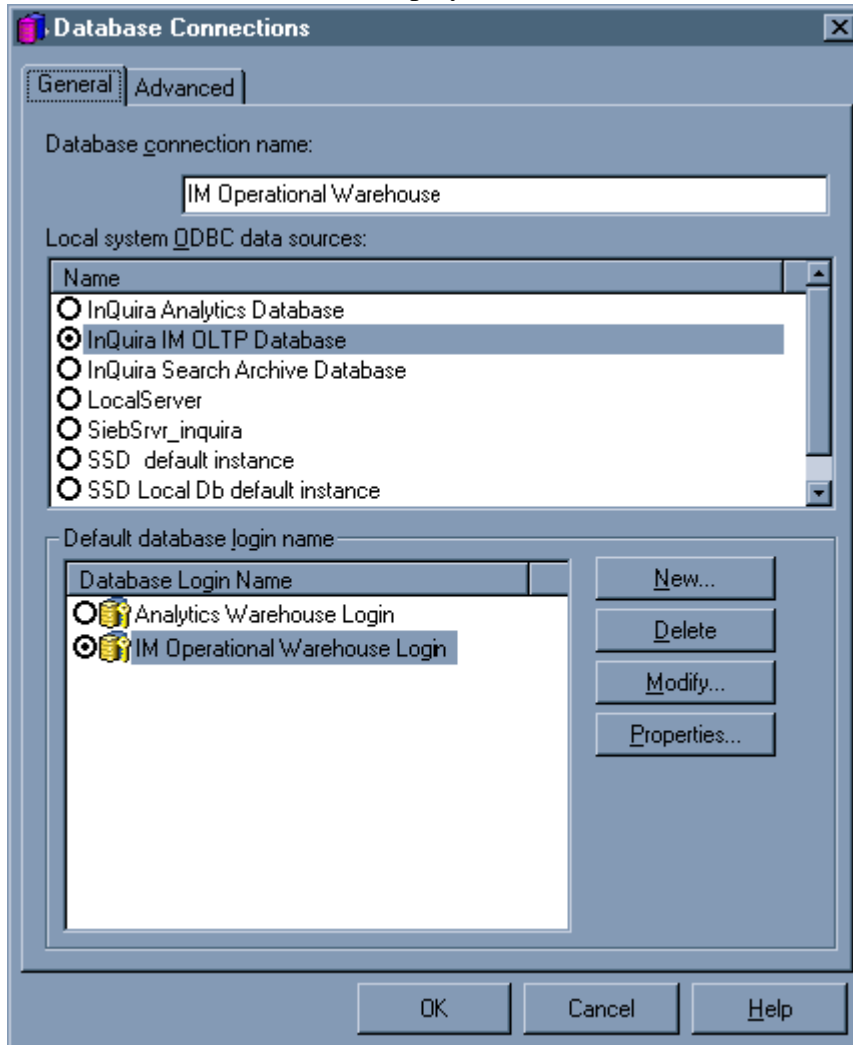 Database Connections
General Advanced
Database connection name:
IM Operational Warehouse
Local system ODBC data sources:
Name
InQuira Analytics Database
InQuira IM OLTP Database
InQuira Search Archive Database
LocalServer
SiebSrvr_inquira
SSD default instance
SSD Local Db default instance
Default database login name
Database Login Name
Analytics Warehouse Login
IM Operational Warehouse Login
New...
Delete
Modify...
Properties...
OK Cancel Help